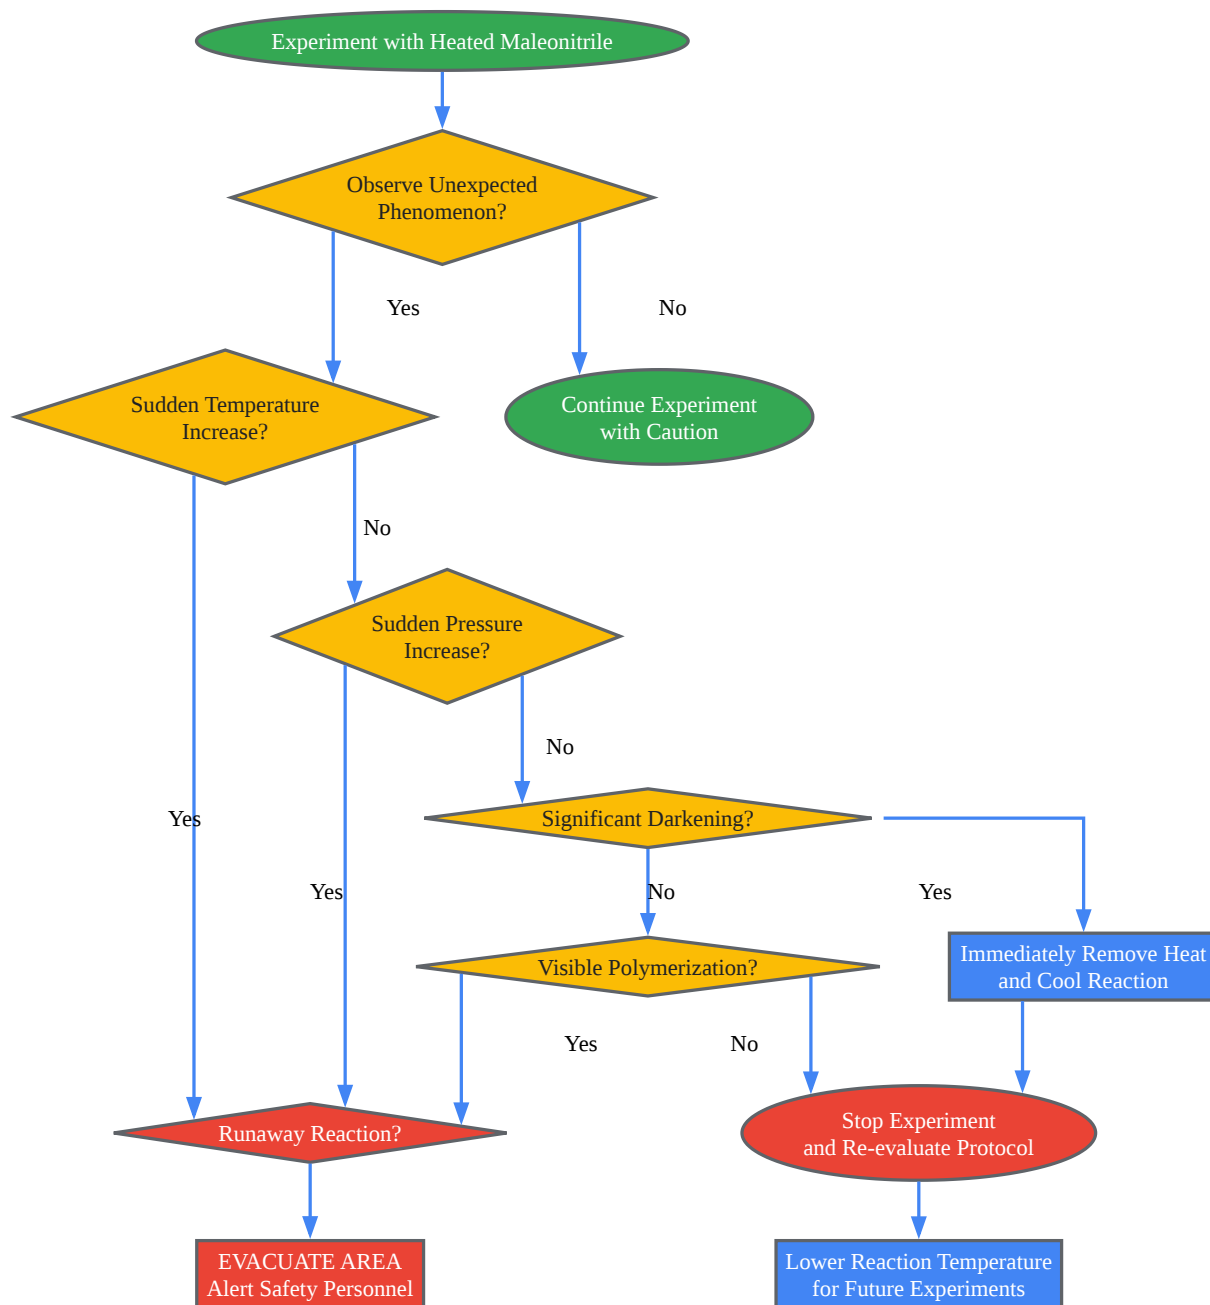 Experiment with Heated Maleonitrile
Observe Unexpected
Phenomenon?
Yes
No
Sudden Temperature
Increase?
Continue Experiment
with Caution
No
Sudden Pressure
Increase?
No
Yes
Significant Darkening?
Yes
No
Yes
Immediately Remove Heat
and Cool Reaction
Visible Polymerization?
Yes
No
Runaway Reaction?
Stop Experiment
and Re-evaluate Protocol
EVACUATE AREA
Alert Safety Personnel
Lower Reaction Temperature
for Future Experiments